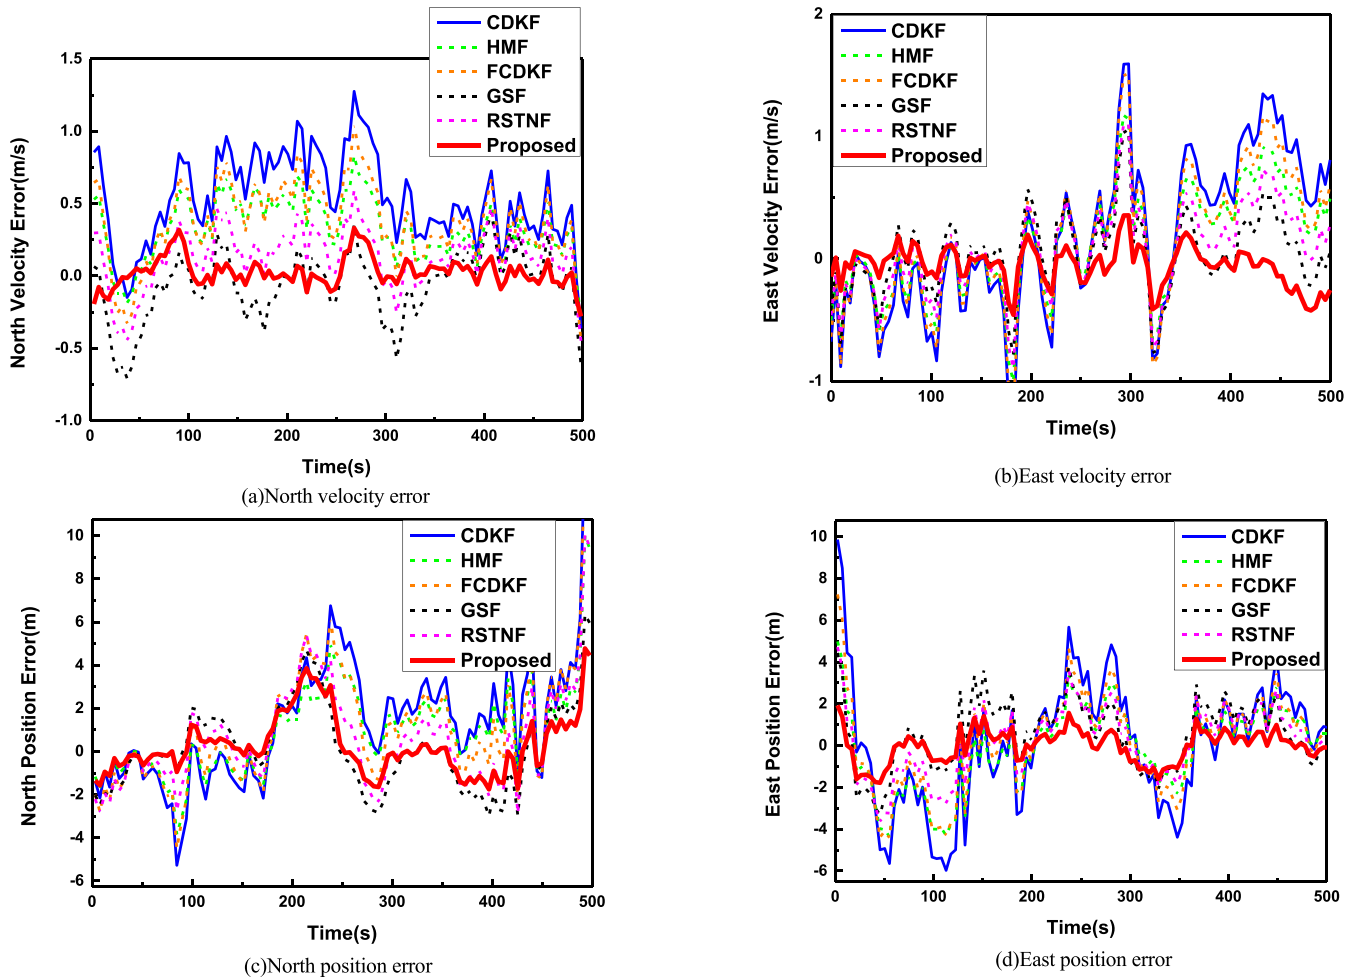 CDKF
HMF
FCDKF
GSF
RSTNF
Proposed
1.5
1.0
0.5
0.0
-0.5
-1.0
North Velocity Error(m/s)
0 100 200 300 400 500
Time(s)
(a)North velocity error
CDKF
HMF
FCDKF
GSF
RSTNF
Proposed
2
1
0
-1
East Velocity Error(m/s)
0 100 200 300 400 500
Time(s)
(b)East velocity error
CDKF
HMF
FCDKF
GSF
RSTNF
Proposed
10
8
6
4
2
0
-2
-4
-6
North Position Error(m)
0 100 200 300 400 500
Time(s)
(c)North position error
CDKF
HMF
FCDKF
GSF
RSTNF
Proposed
10
8
6
4
2
0
-2
-4
-6
East Position Error(m)
0 100 200 300 400 500
Time(s)
(d)East position error